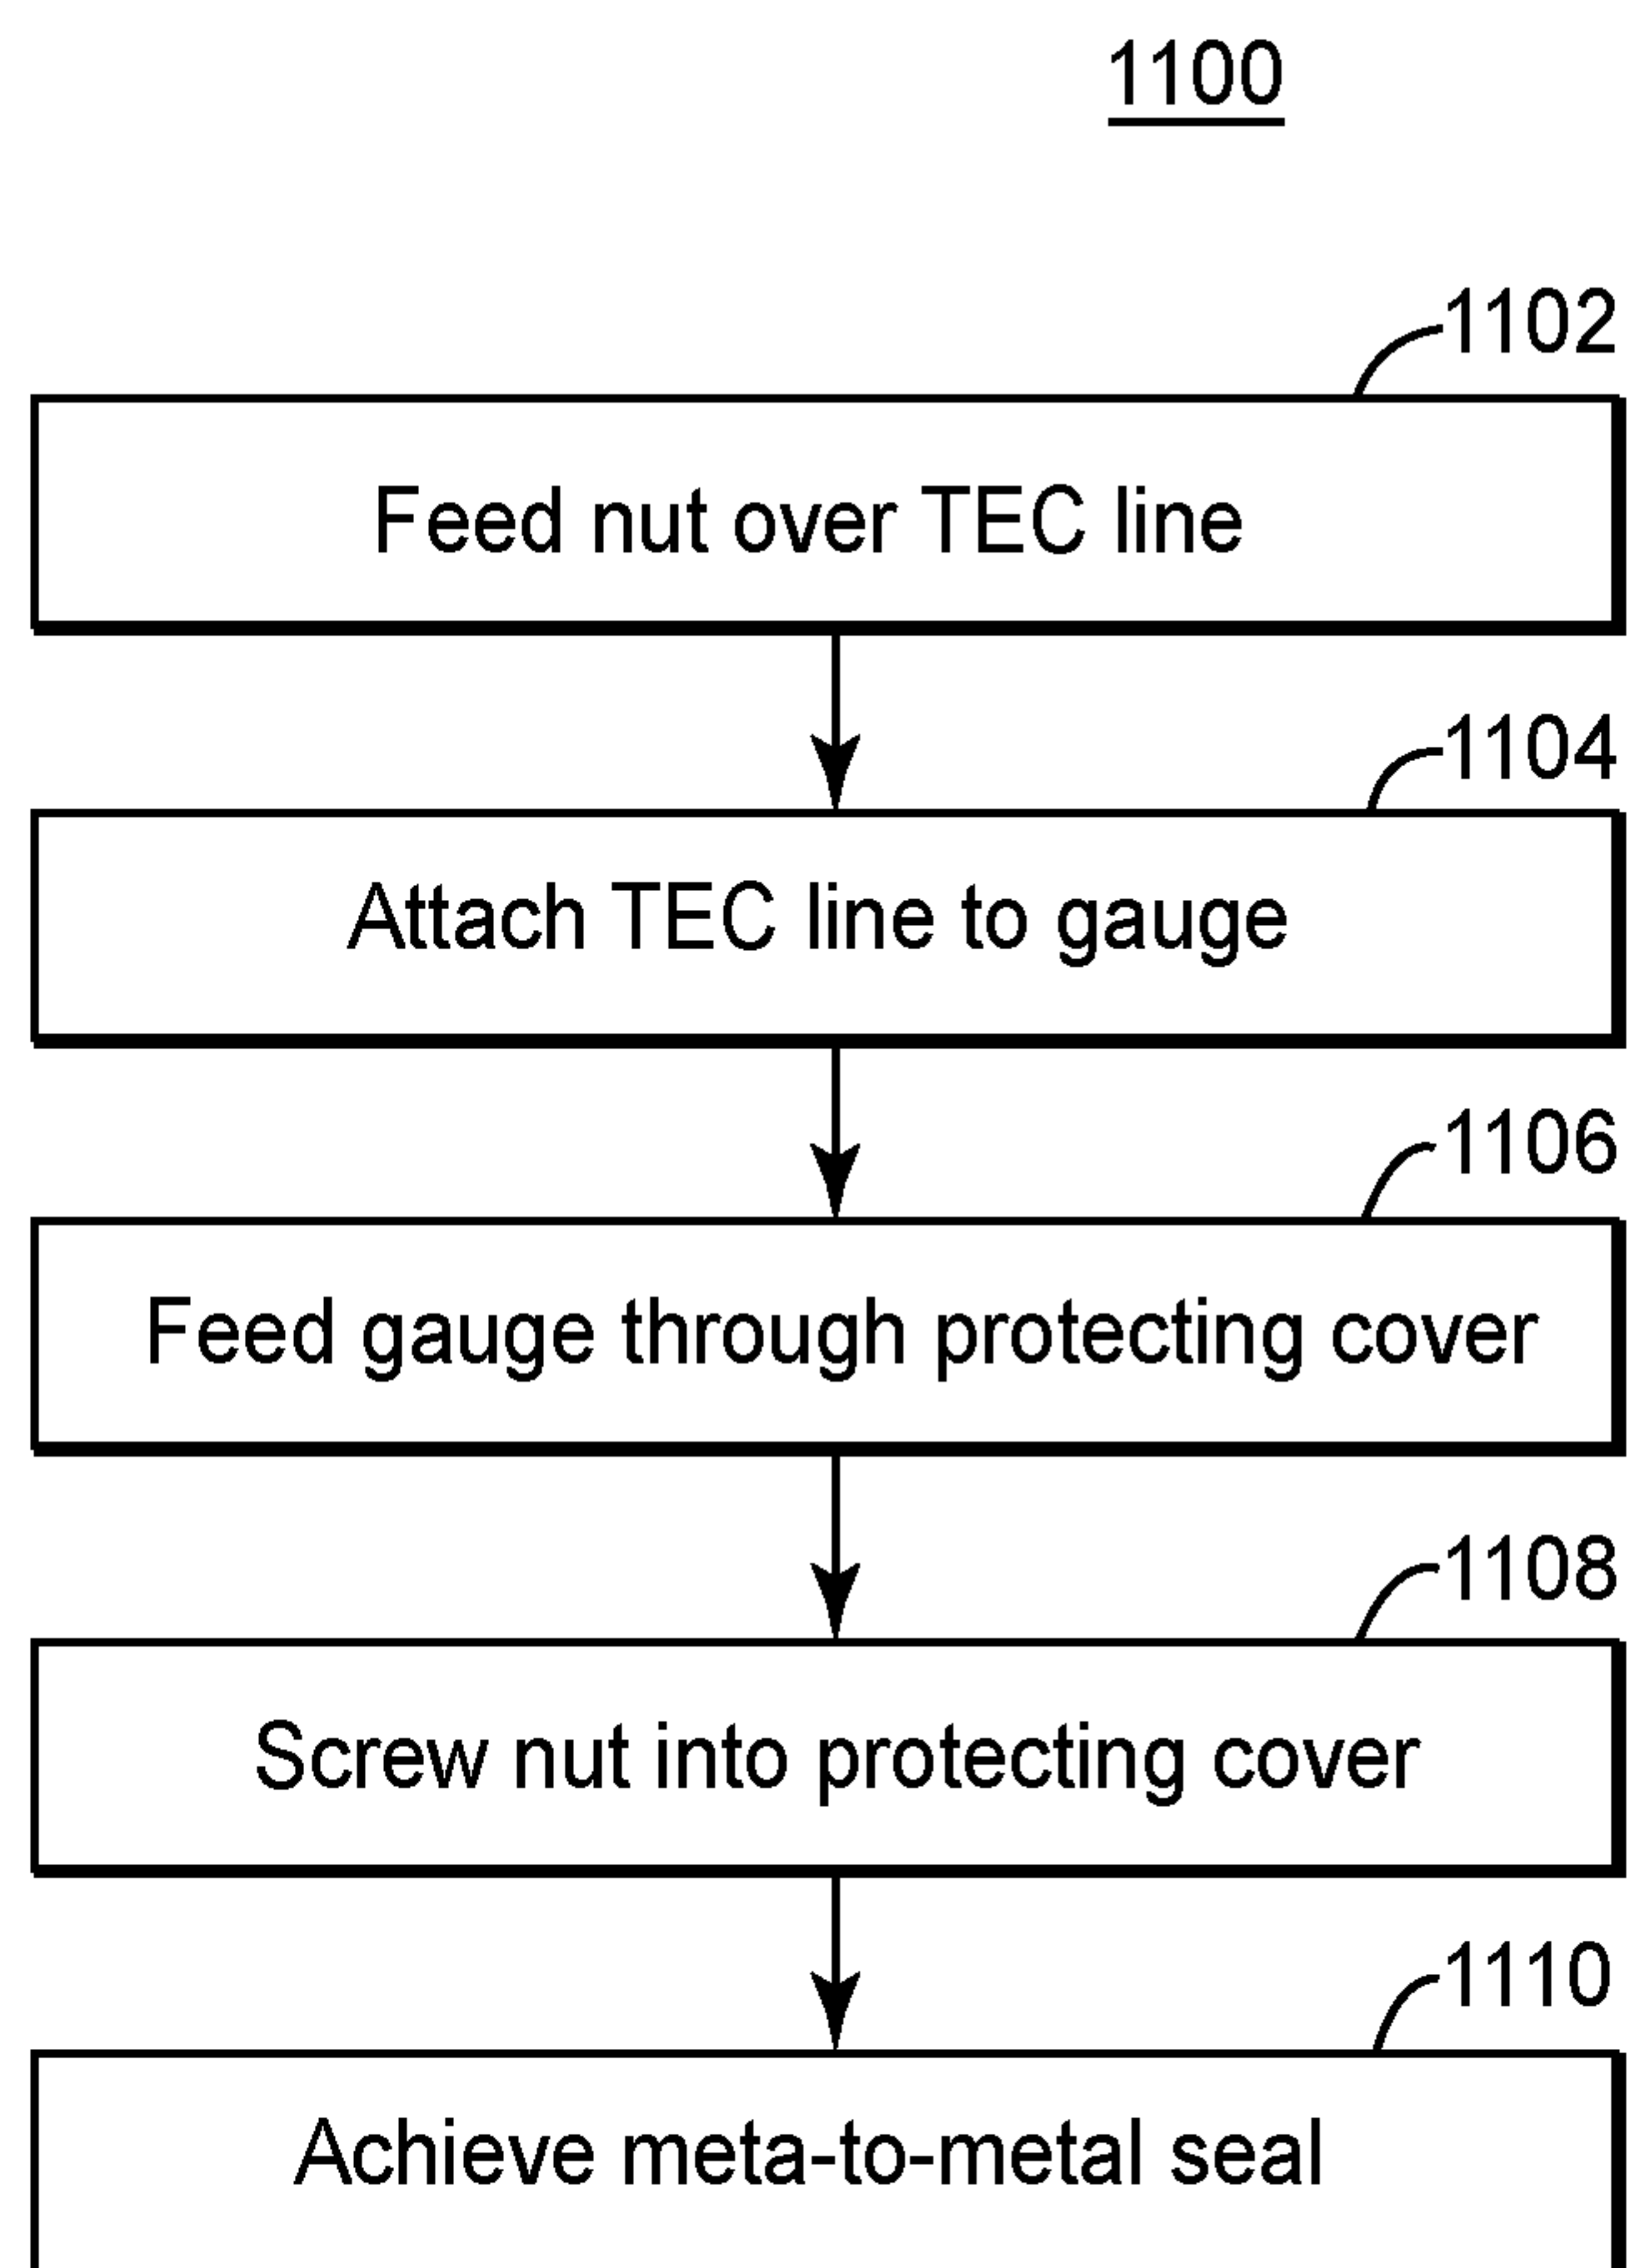 1100
1102
Feed nut over TEC line
1104
Attach TEC line to gauge
1106
Feed gauge through protecting cover
1108
Screw nut into protecting cover
1110
Achieve meta-to-metal seal